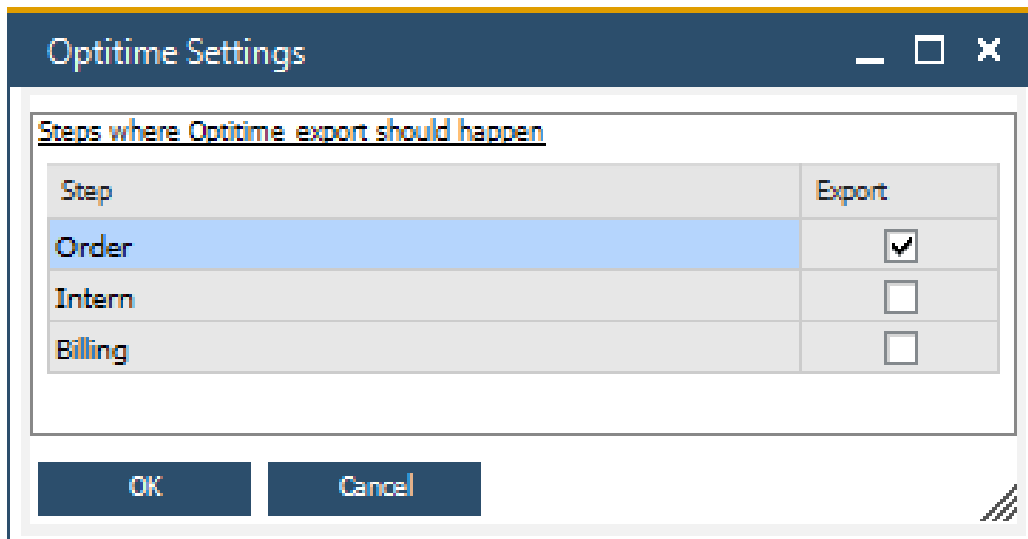 Optitime Settings
Steps where Optitime export should happen
Step Export
Order
Intern
Billing
OK Cancel